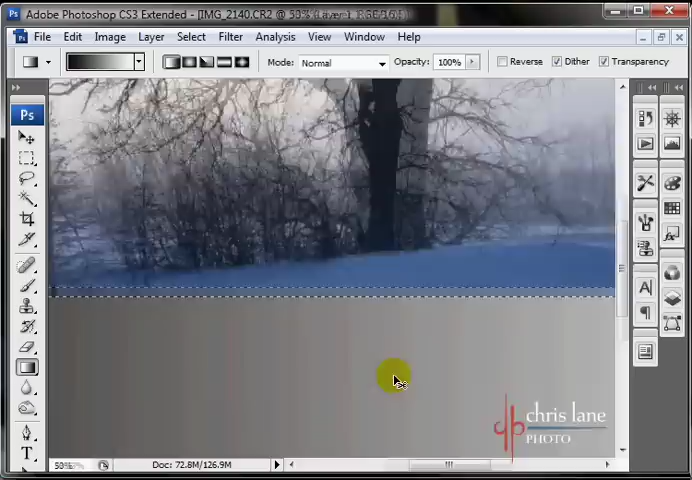 Adobe Photoshop CS3 Extended - [IMG_2140.CR2 @ 50%
File Edit Image Layer Select Filter Analysis View Window Help
Mode: Normal Opacity: 100% Reverse Dither Transparency
Ps
T
A
chris lane
PHOTO
Doc: 72.8M/126.9M